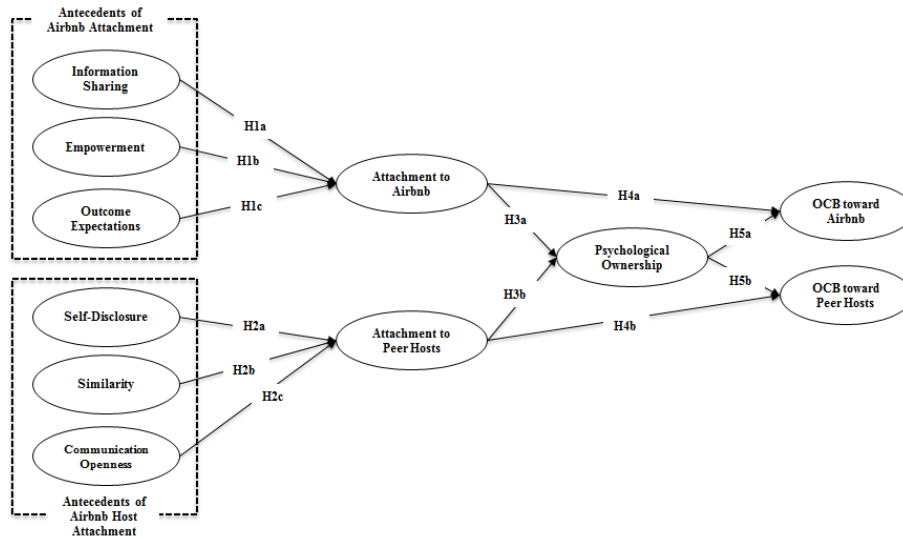 Antecedents of
Airbnb Attachment
Information
Sharing
H1a
Empowerment
H1b
Attachment to
Airbnb
H4a
Outcome
Expectations
H1c
H3a
OCB toward
Airbnb
H5a
Psychological
Ownership
H5b
Self-Disclosure
H2a
H3b
OCB toward
Peer Hosts
Attachment to
Peer Hosts
H4b
Similarity
H2b
H2c
Communication
Openness
Antecedents of
Airbnb Host
Attachment